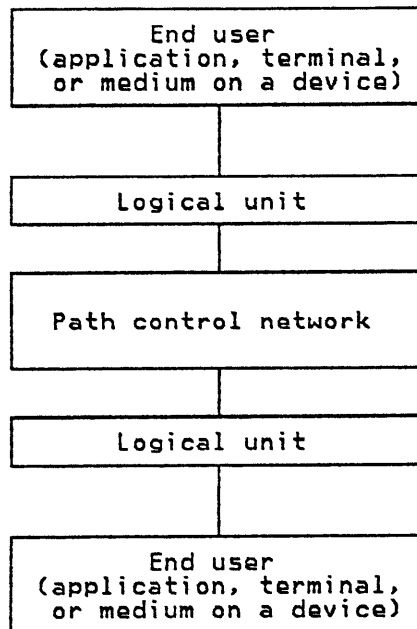 End user
(application, terminal,
or medium on a device)
Logical unit
Path control network
Logical unit
End user
(application, terminal,
or medium on a device)